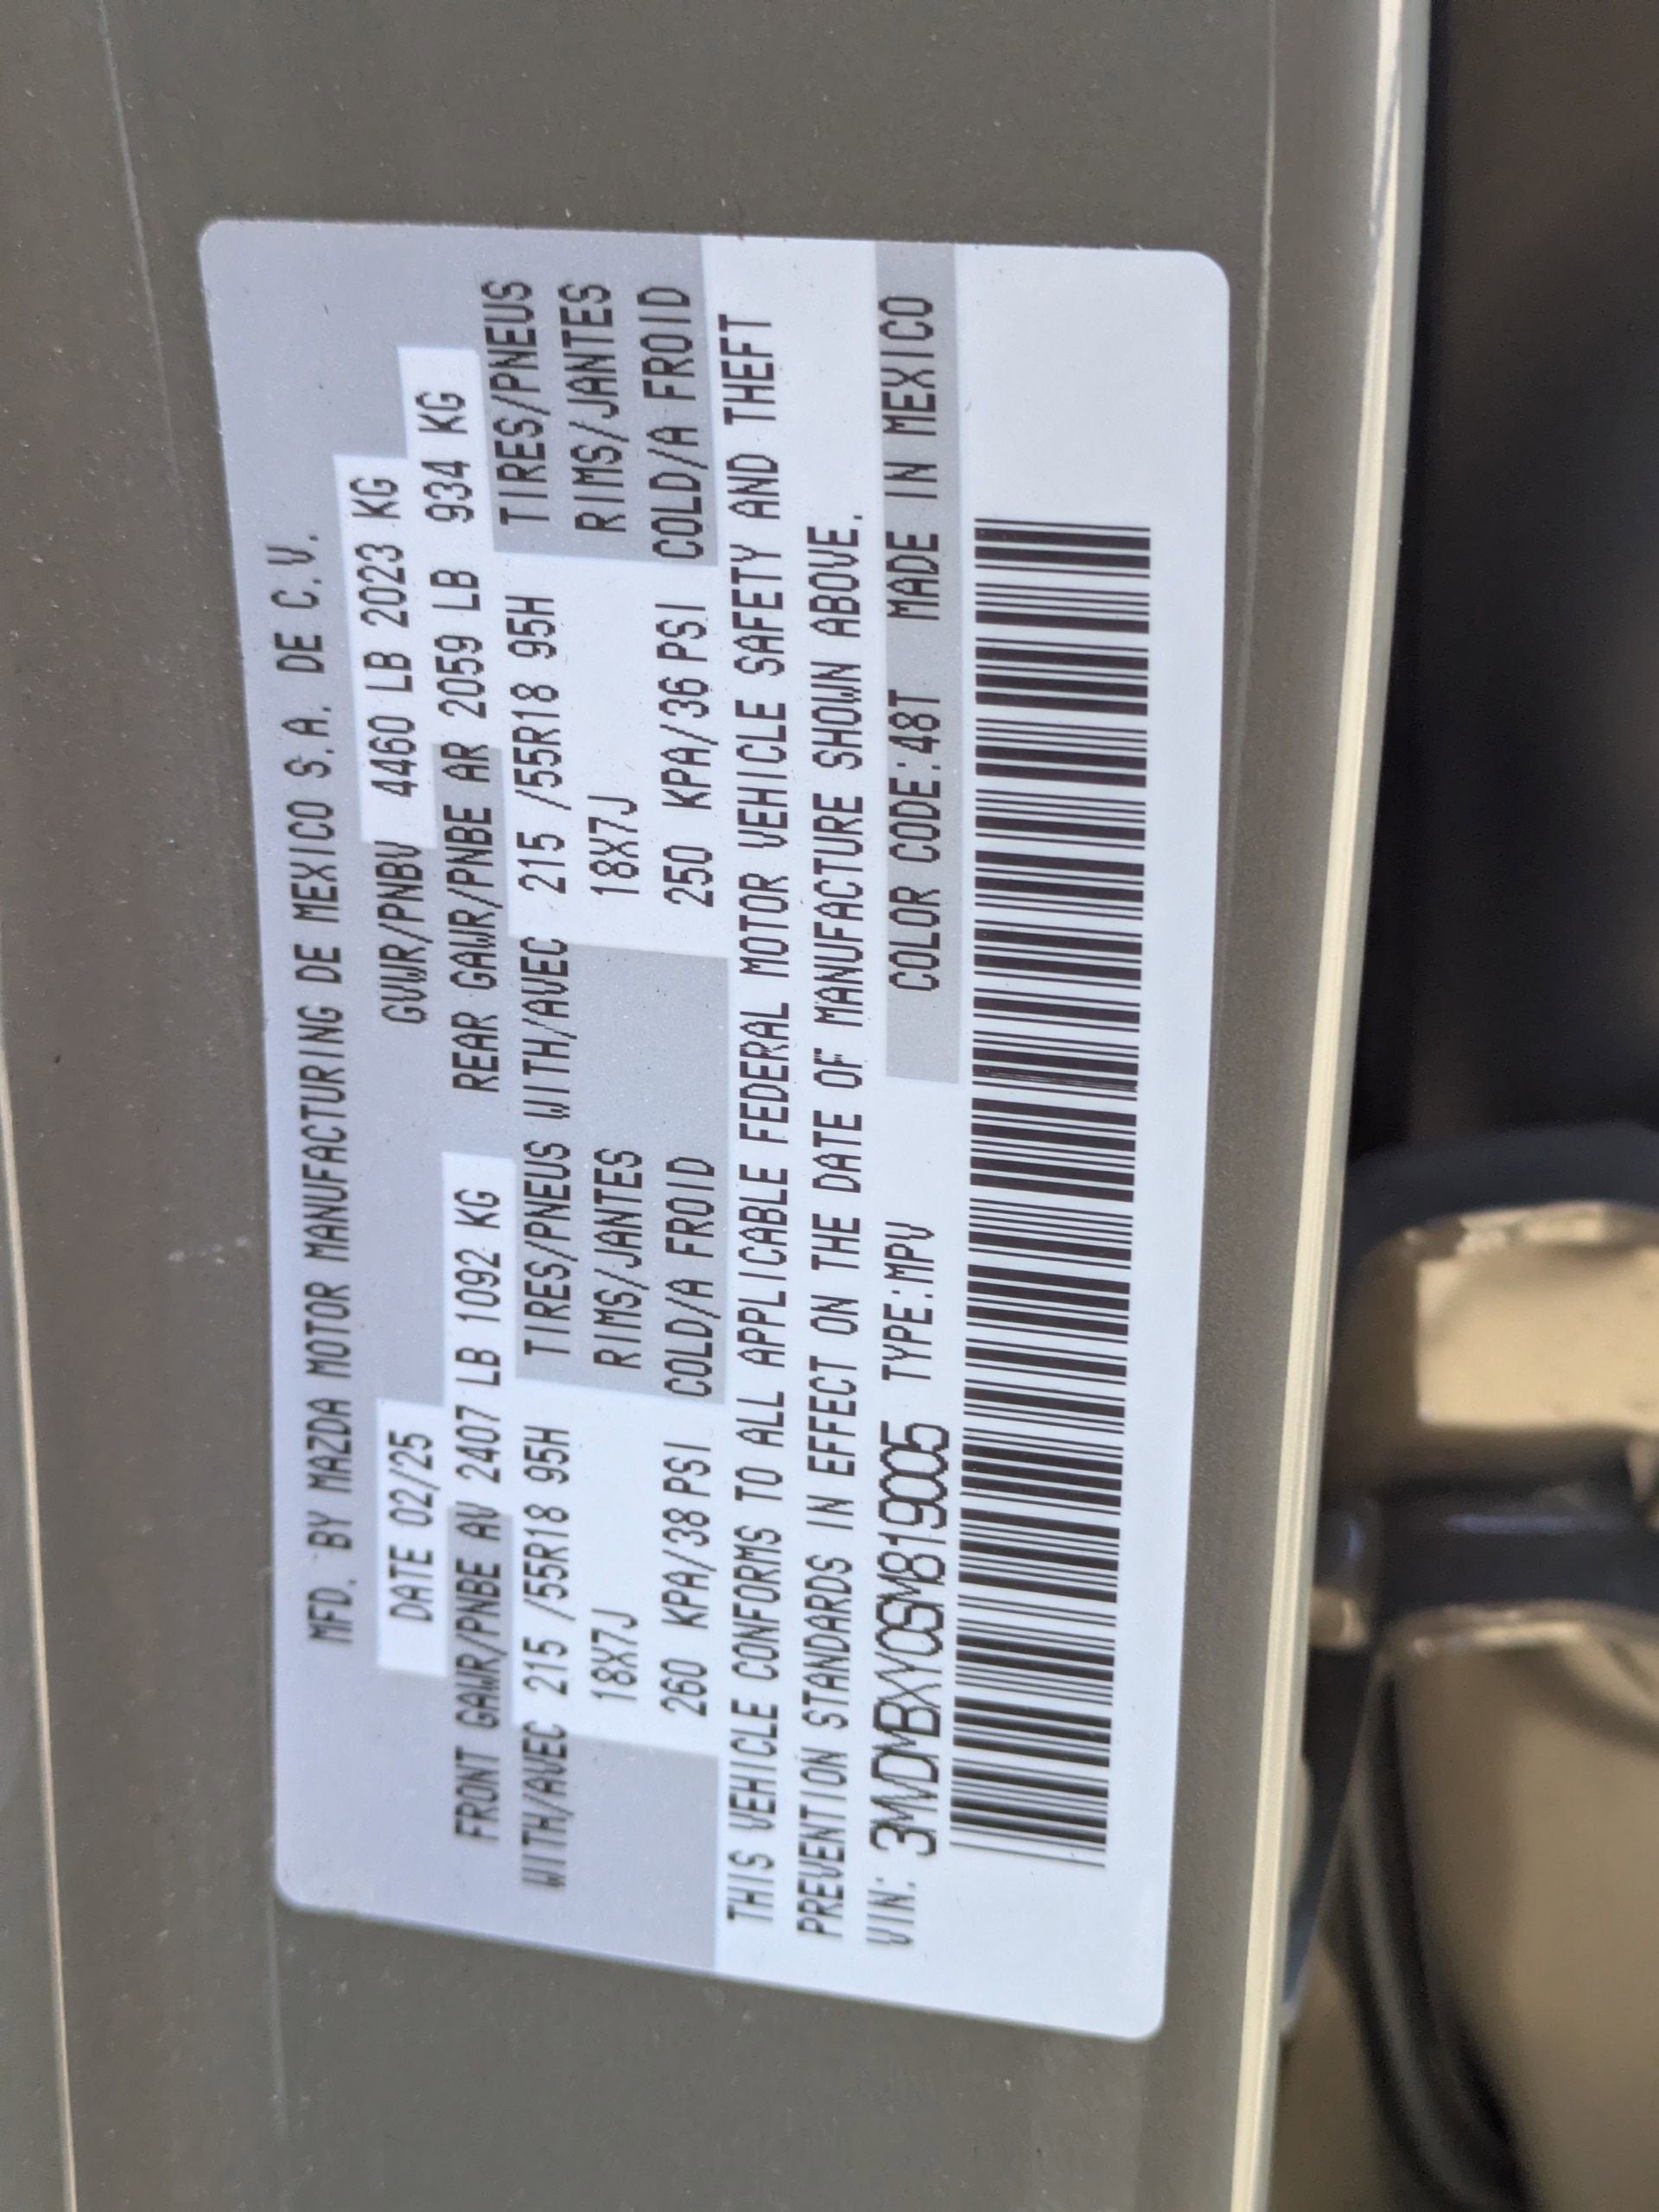 MFD. BY MAZDA MOTOR MANUFACTURING DE MEXICO S.A. DE C.V.
DATE 02/25 GVWR/PNBV 4460 LB 2023 KG
FRONT GAWR/PNBE AV 2407 LB 1092 KG REAR GAWR/PNBE AR 2059 LB 934 KG
WITH/AVEC 215 /55R18 95H TIRES/PNEUS WITH/AVEC 215 /55R18 95H TIRES/PNEUS
18X7J RIMS/JANTES 18X7J RIMS/JANTES
260 KPA/38 PSI COLD/A FROID 250 KPA/36 PSI COLD/A FROID
THIS VEHICLE CONFORMS TO ALL APPLICABLE FEDERAL MOTOR VEHICLE SAFETY AND THEFT
PREVENTION STANDARDS IN EFFECT ON THE DATE OF MANUFACTURE SHOWN ABOVE.
VIN: 3MVDMBXY0SM819005 TYPE:MPV COLOR CODE:48T MADE IN MEXICO